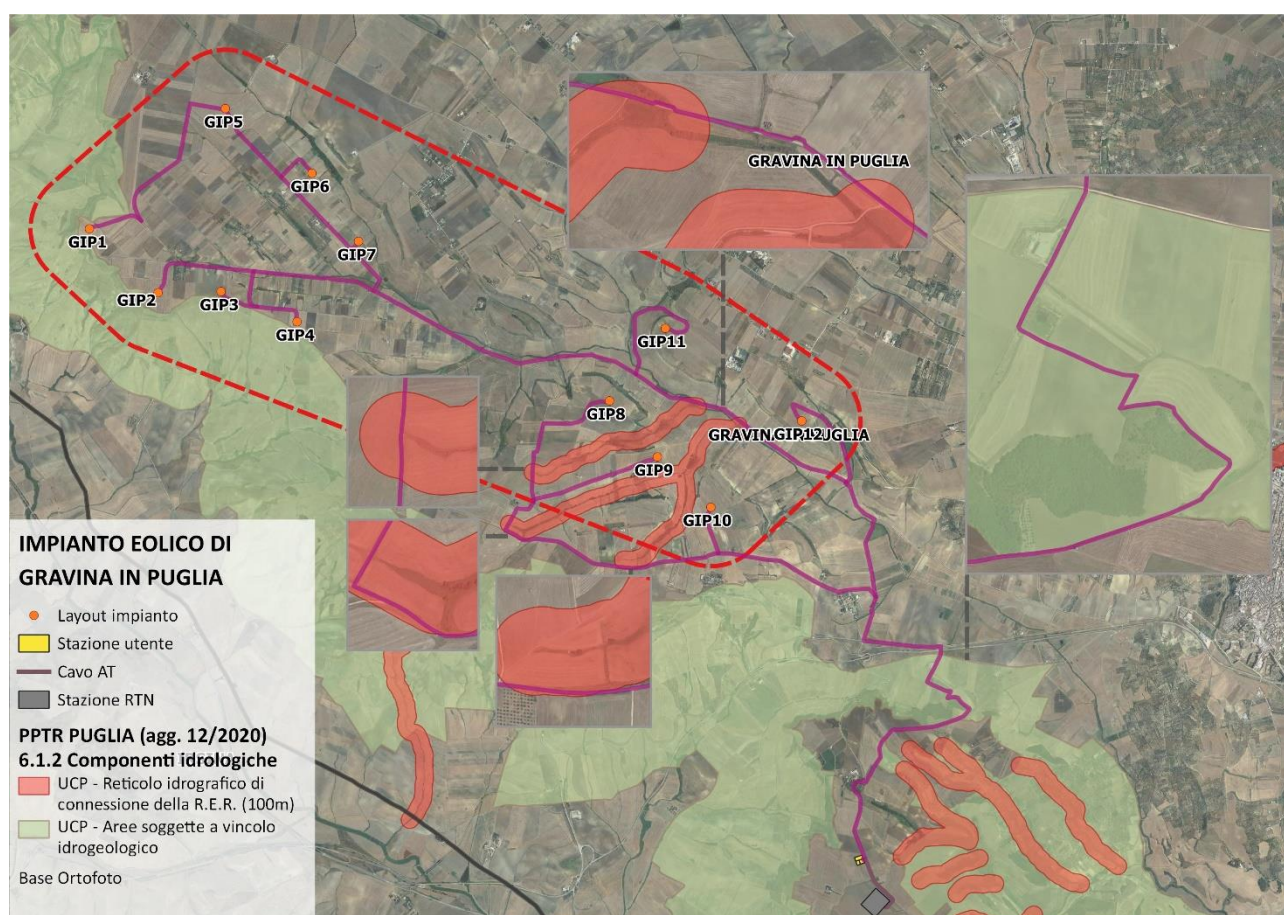 GRAVINA IN PUGLIA
GIP5
GIP6
GIP1
GIP7
GIP2
GIP3
GIP4
GIP11
GIP8
GIP12
GIP9
GIP10
IMPIANTO EOLICO DI
GRAVINA IN PUGLIA
Layout impianto
Stazione utente
Cavo AT
Stazione RTN
PPTR PUGLIA (agg. 12/2020)
6.1.2 Componenti idrologiche
UCP - Reticolo idrografico di
connessione della R.E.R. (100m)
UCP - Aree soggette a vincolo
idrogeologico
Base Ortofoto